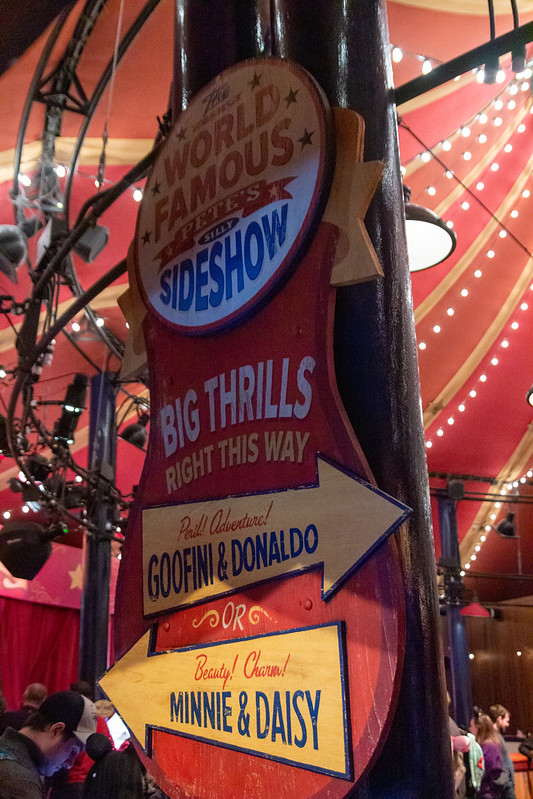 The
WORLD
FAMOUS
PETE'S
SILLY
SIDESHOW
BIG THRILLS
RIGHT THIS WAY
Peril! Adventure!
GOOFINI & DONALDO
OR
Beauty! Charm!
MINNIE & DAISY